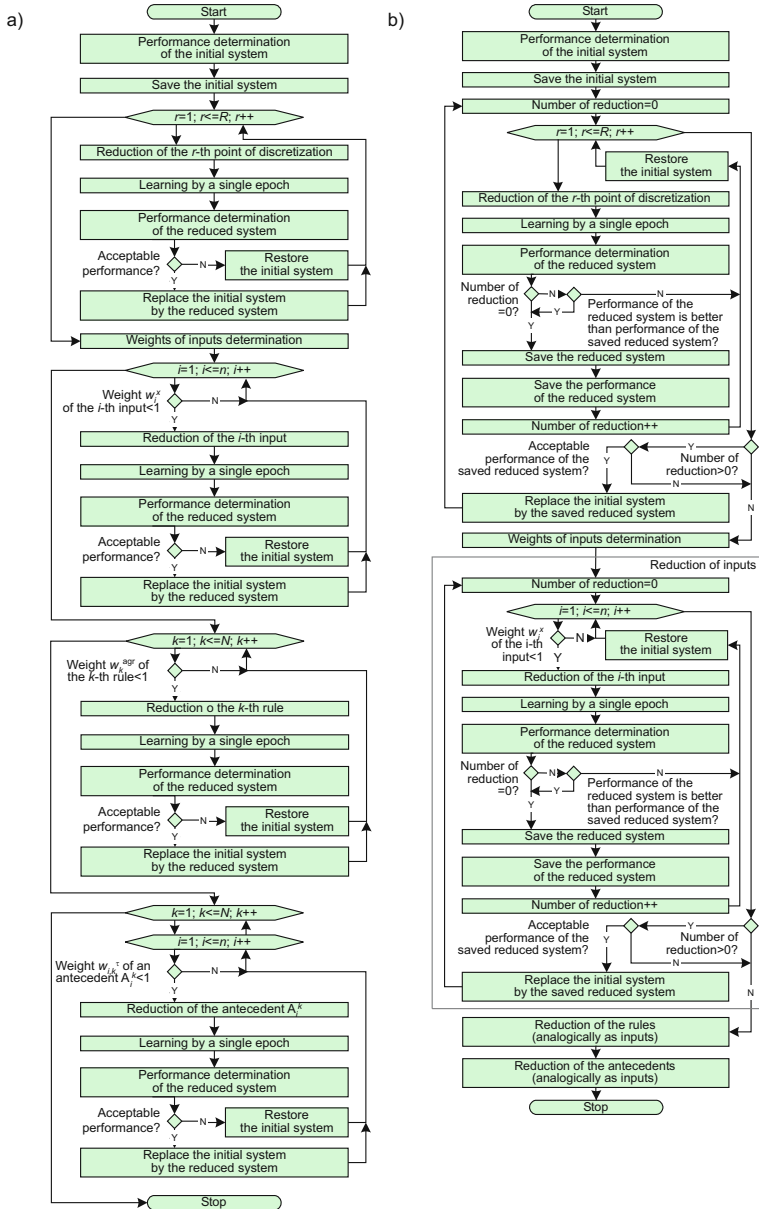 a)
Start
Performance determination
of the initial system
Save the initial system
r=1; r<=R; r++
Reduction of the r-th point of discretization
Learning by a single epoch
Performance determination
of the reduced system
Acceptable
performance?
N
Y
Restore
the initial system
Replace the initial system
by the reduced system
Weights of inputs determination
i=1; i<=n; i++
Weight wᵢˣ
of the i-th input<1
N
Y
Reduction of the i-th input
Learning by a single epoch
Performance determination
of the reduced system
Acceptable
performance?
N
Y
Restore
the initial system
Replace the initial system
by the reduced system
k=1; k<=N; k++
Weight wₖᵃᵍʳ of
the k-th rule<1
N
Y
Reduction o the k-th rule
Learning by a single epoch
Performance determination
of the reduced system
Acceptable
performance?
N
Y
Restore
the initial system
Replace the initial system
by the reduced system
k=1; k<=N; k++
i=1; i<=n; i++
Weight w_{i,k}^τ of an
antecedent Aᵢᵏ<1
N
Y
Reduction of the antecedent Aᵢᵏ
Learning by a single epoch
Performance determination
of the reduced system
Acceptable
performance?
N
Y
Restore
the initial system
Replace the initial system
by the reduced system
Stop
b)
Start
Performance determination
of the initial system
Save the initial system
Number of reduction=0
r=1; r<=R; r++
Restore
the initial system
Reduction of the r-th point of discretization
Learning by a single epoch
Performance determination
of the reduced system
Number of
reduction
=0?
N
N
Y
Y
Performance of the
reduced system is better
than performance of the
saved reduced system?
Save the reduced system
Save the performance
of the reduced system
Number of reduction++
Acceptable
performance of the
saved reduced system?
Y
Y
Number of
reduction>0?
N
N
Replace the initial system
by the saved reduced system
Weights of inputs determination
Reduction of inputs
Number of reduction=0
i=1; i<=n; i++
Weight wᵢˣ
of the i-th
input<1
N
Y
Restore
the initial system
Reduction of the i-th input
Learning by a single epoch
Performance determination
of the reduced system
Number of
reduction
=0?
N
N
Y
Y
Performance of the
reduced system is better
than performance of the
saved reduced system?
Save the reduced system
Save the performance
of the reduced system
Number of reduction++
Acceptable
performance of the
saved reduced system?
Y
Y
Number of
reduction>0?
N
N
Replace the initial system
by the saved reduced system
Reduction of the rules
(analogically as inputs)
Reduction of the antecedents
(analogically as inputs)
Stop